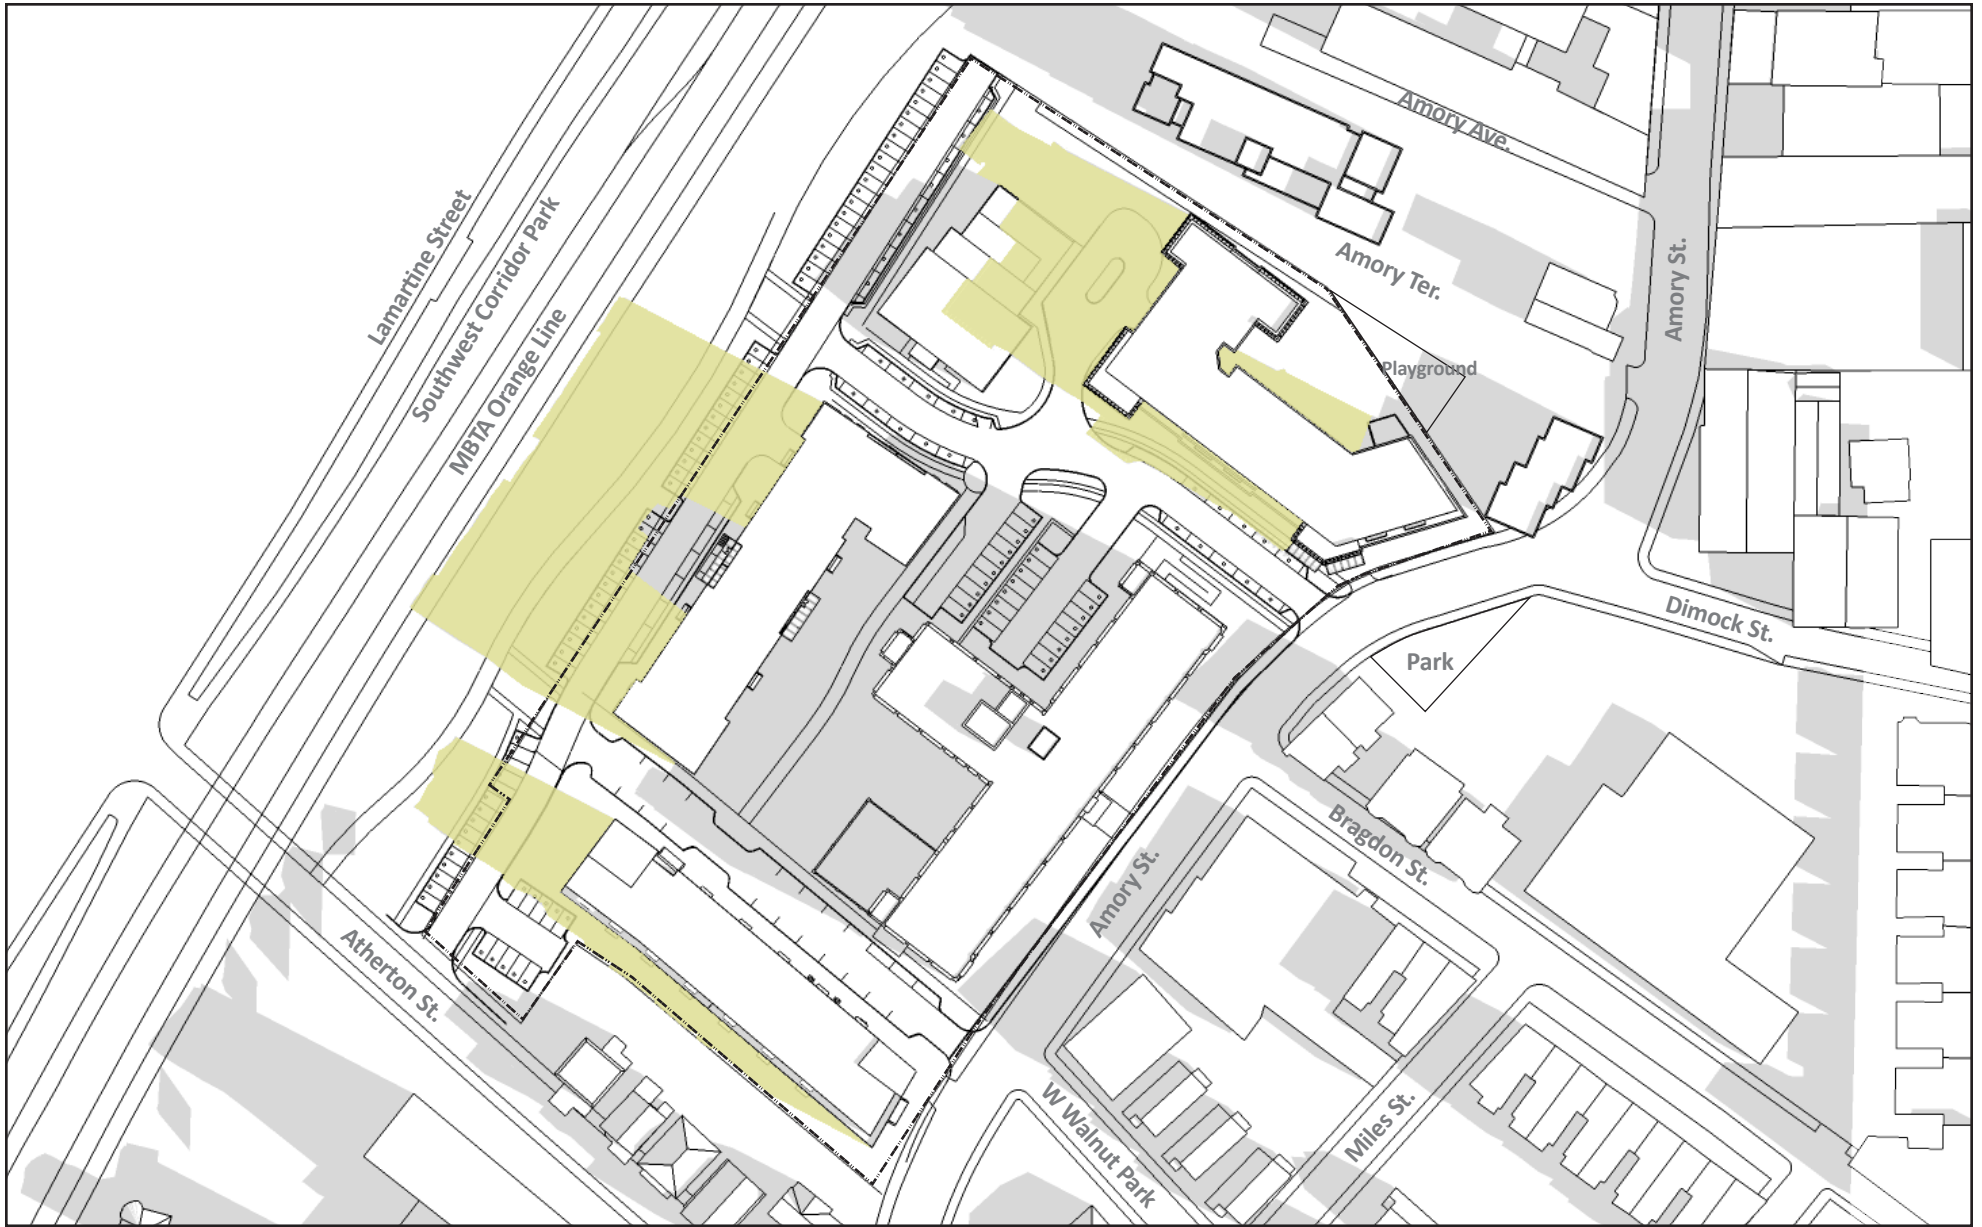 Amory Ave.
Lamartine Street
Southwest Corridor Park
MBTA Orange Line
Amory Ter.
Amory St.
Playground
Dimock St.
Park
Bragdon St.
Amory St.
Atherton St.
W Walnut Park
Miles St.